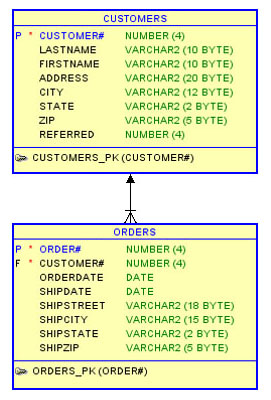 CUSTOMERS
P * CUSTOMER# NUMBER (4)
LASTNAME VARCHAR2 (10 BYTE)
FIRSTNAME VARCHAR2 (10 BYTE)
ADDRESS VARCHAR2 (20 BYTE)
CITY VARCHAR2 (12 BYTE)
STATE VARCHAR2 (2 BYTE)
ZIP VARCHAR2 (5 BYTE)
REFERRED NUMBER (4)
CUSTOMERS_PK (CUSTOMER#)
ORDERS
P * ORDER# NUMBER (4)
F * CUSTOMER# NUMBER (4)
ORDERDATE DATE
SHIPDATE DATE
SHIPSTREET VARCHAR2 (18 BYTE)
SHIPCITY VARCHAR2 (15 BYTE)
SHIPSTATE VARCHAR2 (2 BYTE)
SHIPZIP VARCHAR2 (5 BYTE)
ORDERS_PK (ORDER#)